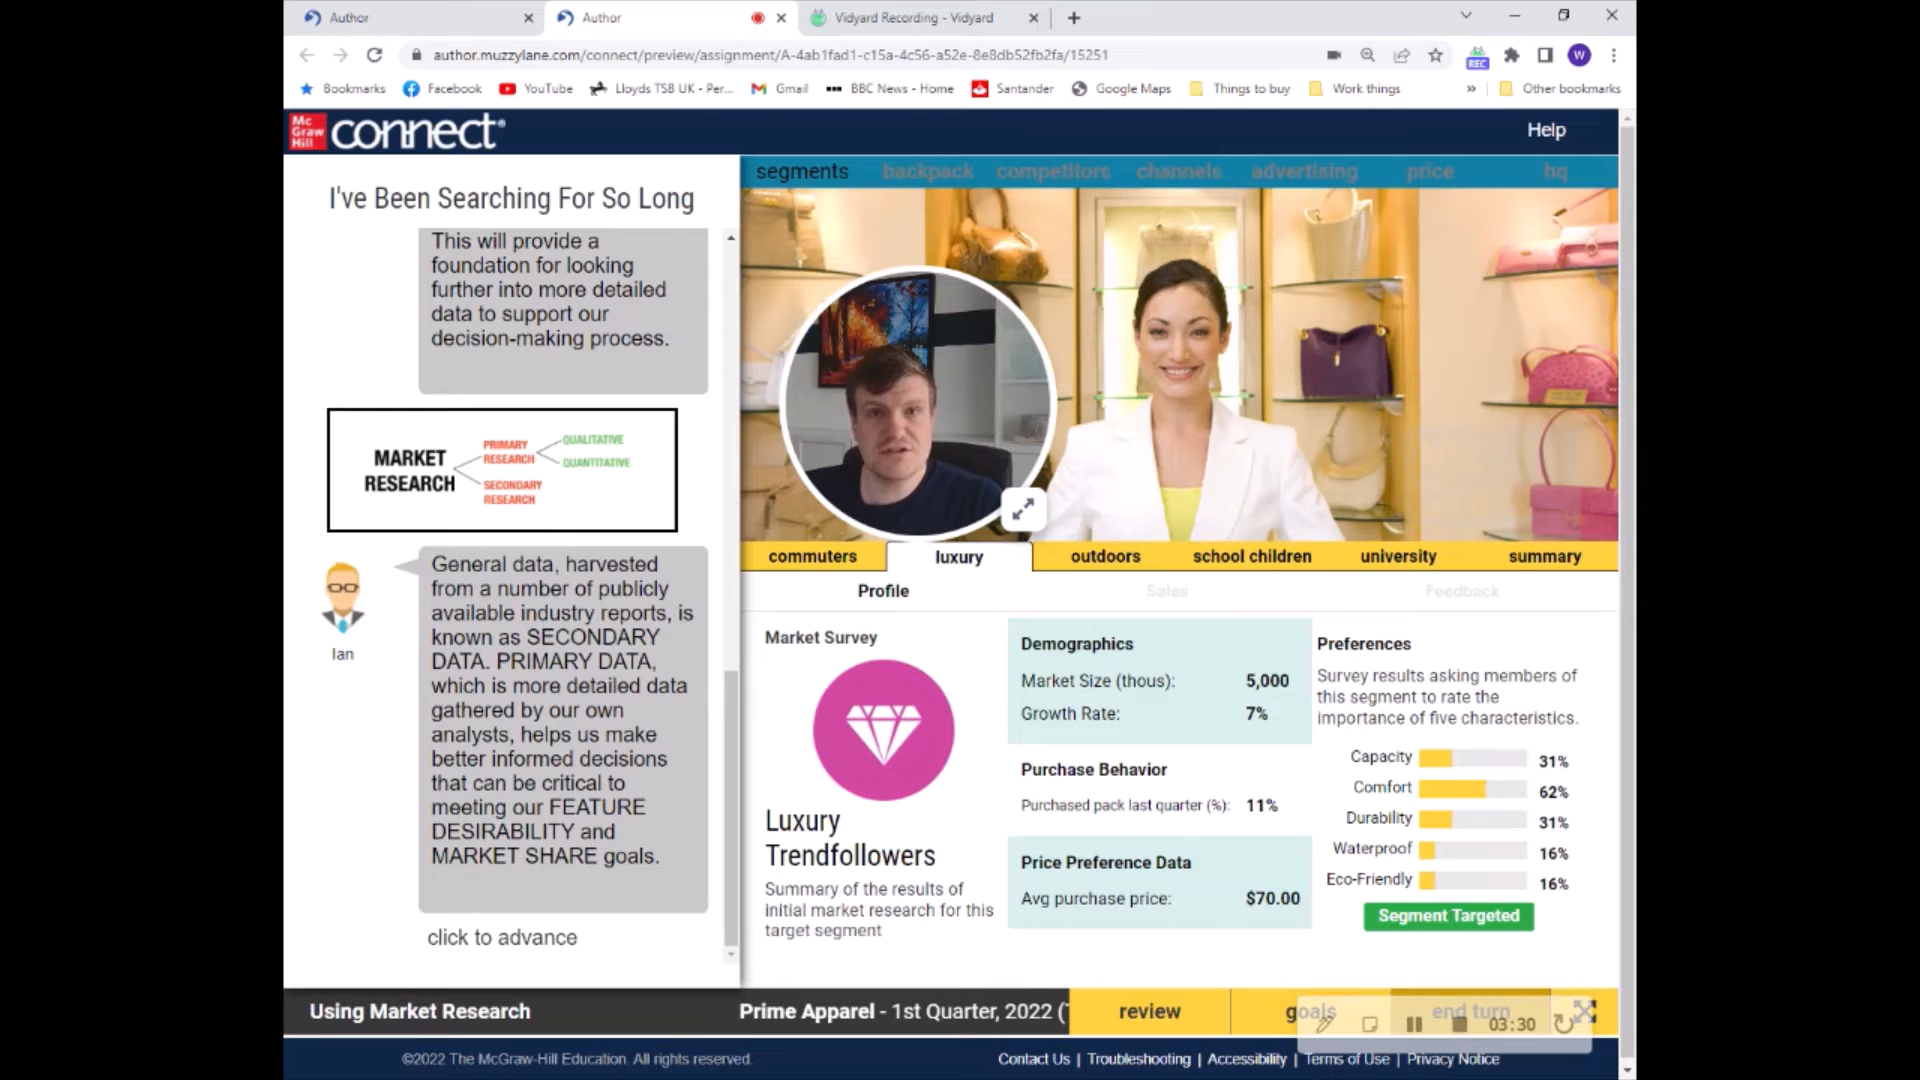 Author
Author
Vidyard Recording - Vidyard
author.muzzylane.com/connect/preview/assignment/A-4ab1fad1-c15a-4c56-a52e-8e8db52fb2fa/15251
REC
W
Bookmarks
Facebook
YouTube
Lloyds TSB UK - Per...
Gmail
BBC News - Home
Santander
Google Maps
Things to buy
Work things
»
Other bookmarks
Mc
Graw
Hill
connect®
Help
I've Been Searching For So Long
This will provide a
foundation for looking
further into more detailed
data to support our
decision-making process.
MARKET
RESEARCH
PRIMARY
RESEARCH
QUALITATIVE
QUANTITATIVE
SECONDARY
RESEARCH
Ian
General data, harvested
from a number of publicly
available industry reports, is
known as SECONDARY
DATA. PRIMARY DATA,
which is more detailed data
gathered by our own
analysts, helps us make
better informed decisions
that can be critical to
meeting our FEATURE
DESIRABILITY and
MARKET SHARE goals.
click to advance
segments backpack competitors channels advertising price hq
commuters luxury outdoors school children university summary
Profile Sales Feedback
Market Survey
Luxury
Trendfollowers
Summary of the results of
initial market research for this
target segment
Demographics
Market Size (thous): 5,000
Growth Rate: 7%
Purchase Behavior
Purchased pack last quarter (%): 11%
Price Preference Data
Avg purchase price: $70.00
Preferences
Survey results asking members of
this segment to rate the
importance of five characteristics.
Capacity 31%
Comfort 62%
Durability 31%
Waterproof 16%
Eco-Friendly 16%
Segment Targeted
Using Market Research
Prime Apparel - 1st Quarter, 2022 (
review
goals
end turn
03:30
©2022 The McGraw-Hill Education. All rights reserved.
Contact Us | Troubleshooting | Accessibility | Terms of Use | Privacy Notice